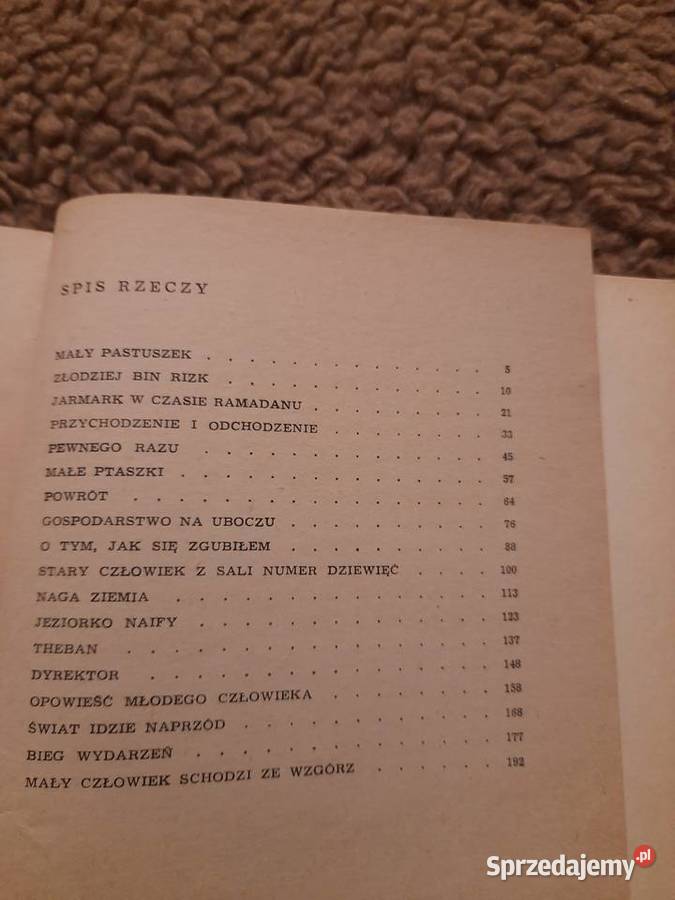 SPIS RZECZY
MAŁY PASTUSZEK . . . . . . . . . . . . . 5
ZŁODZIEJ BIN RIZK . . . . . . . . . . . . 10
JARMARK W CZASIE RAMADANU . . . . . . . . 21
PRZYCHODZENIE I ODCHODZENIE . . . . . . . 33
PEWNEGO RAZU . . . . . . . . . . . . . 45
MAŁE PTASZKI . . . . . . . . . . . . . 57
POWRÓT . . . . . . . . . . . . . . . 64
GOSPODARSTWO NA UBOCZU . . . . . . . . . 76
O TYM, JAK SIĘ ZGUBIŁEM . . . . . . . . . 88
STARY CZŁOWIEK Z SALI NUMER DZIEWIĘĆ . . . . 100
NAGA ZIEMIA . . . . . . . . . . . . . 113
JEZIORKO NAIFY . . . . . . . . . . . . 123
THEBAN . . . . . . . . . . . . . . . 137
DYREKTOR . . . . . . . . . . . . . . 148
OPOWIEŚĆ MŁODEGO CZŁOWIEKA . . . . . . . 158
ŚWIAT IDZIE NAPRZÓD . . . . . . . . . . 168
BIEG WYDARZEŃ . . . . . . . . . . . . 177
MAŁY CZŁOWIEK SCHODZI ZE WZGÓRZ . . . . . 192
Sprzedajemy.pl